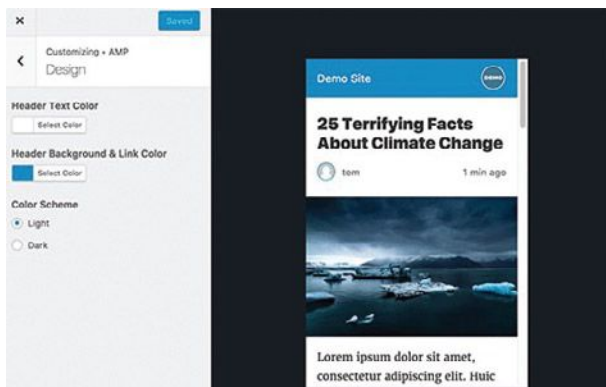 Saved
Customizing • AMP
Design
Header Text Color
Select Color
Header Background & Link Color
Select Color
Color Scheme
Light
Dark
Demo Site
DEMO
25 Terrifying Facts
About Climate Change
tom
1 min ago
Lorem ipsum dolor sit amet,
consectetur adipiscing elit. Huic